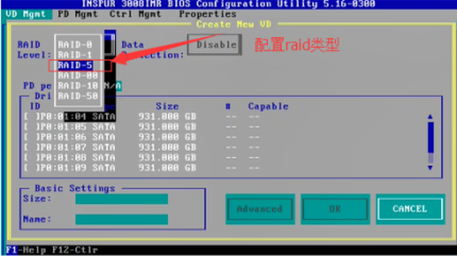 INSPUR 3008IMR BIOS Configuration Utility 5.16-0300
VD Mgmt PD Mgmt Ctrl Mgmt Properties
Create New VD
RAID
Level:
RAID-0
RAID-1
RAID-5
RAID-00
RAID-10
RAID-50
Data
Disable
配置raid类型
PD pe
N/A
Dri
ID Size # Capable
[ ]P0:01:04 SATA 931.000 GB -- --
[ ]P0:01:05 SATA 931.000 GB -- --
[ ]P0:01:06 SATA 931.000 GB -- --
[ ]P0:01:07 SATA 931.000 GB -- --
[ ]P0:01:08 SATA 931.000 GB -- --
[ ]P0:01:09 SATA 931.000 GB -- --
Basic Settings
Size:
Name:
Advanced
OK
CANCEL
F1-Help F12-Ctlr